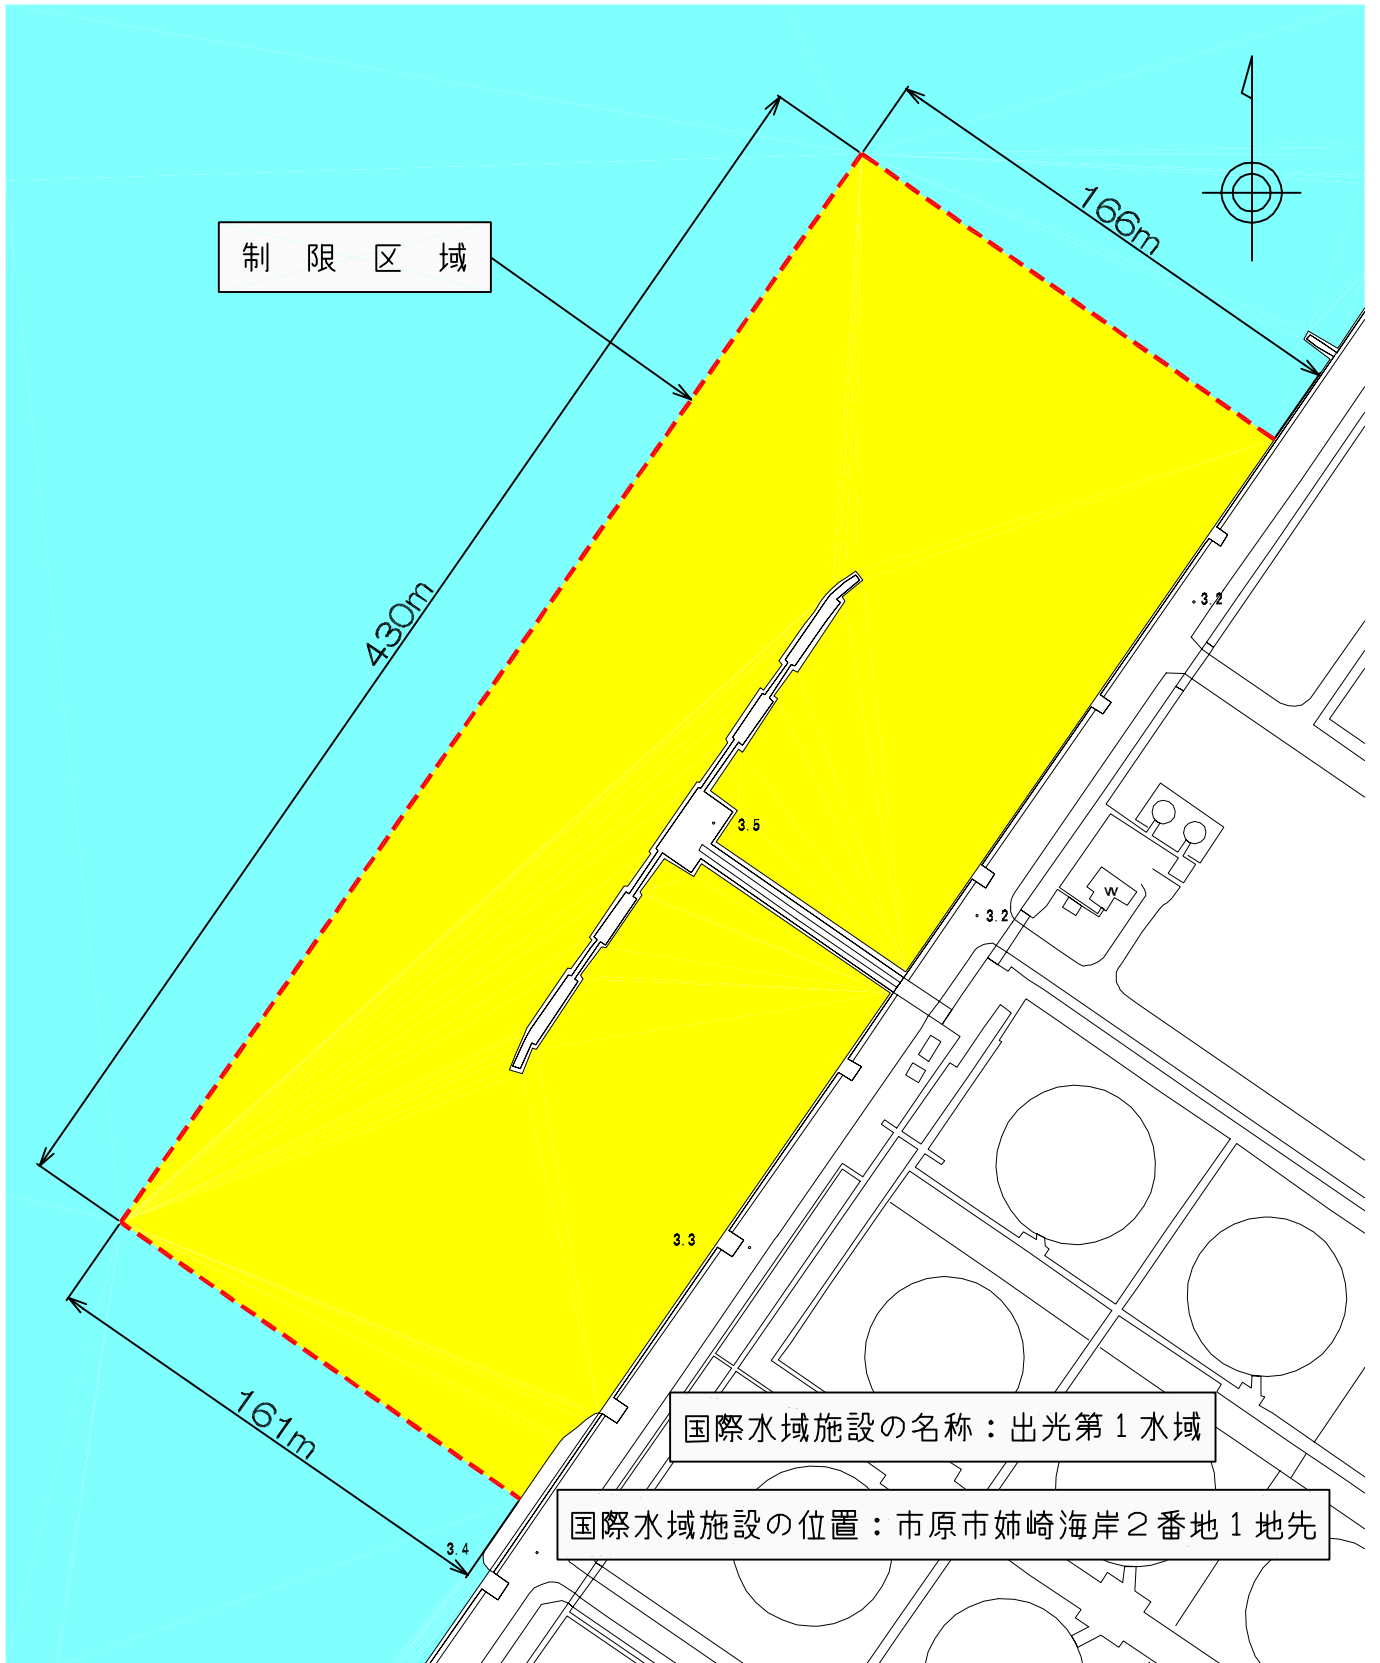 166m
制限区域
430m
3.2
3.5
W
3.2
3.3
161m
国際水域施設の名称：出光第1水域
国際水域施設の位置：市原市姉崎海岸2番地1地先
3.4